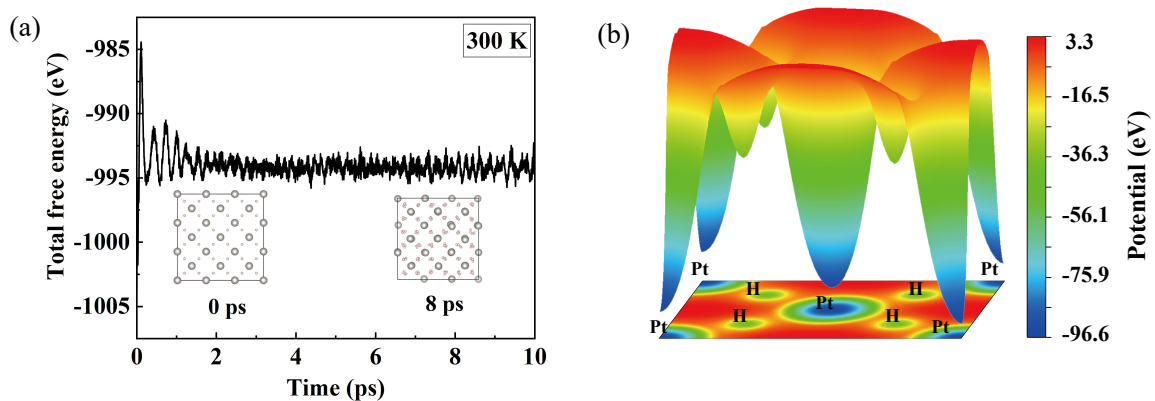 (a)
300 K
Total free energy (eV)
-985
-990
-995
-1000
-1005
0 ps
8 ps
0
2
4
6
8
10
Time (ps)
(b)
3.3
-16.5
-36.3
-56.1
-75.9
-96.6
Potential (eV)
Pt
Pt
H
H
Pt
H
H
Pt
Pt